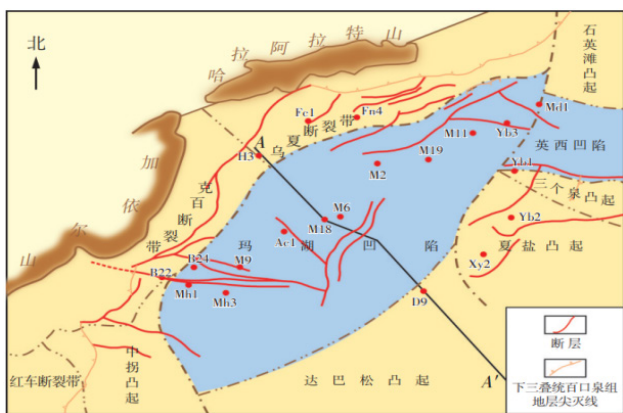 北
哈拉阿拉特山
石英滩凸起
Fc1
Fn4
乌夏断裂带
Md1
A
H3
M11
Yb3
英西凹陷
M19
M2
Yb1
三个泉凸起
加依尔山
克百断裂带
M6
M18
Yb2
Ac1
玛湖凹陷
夏盐凸起
B24
M9
Xy2
B22
Mh1
Mh3
D9
断层
中拐凸起
红车断裂带
达巴松凸起
A'
下三叠统百口泉组
地层尖灭线